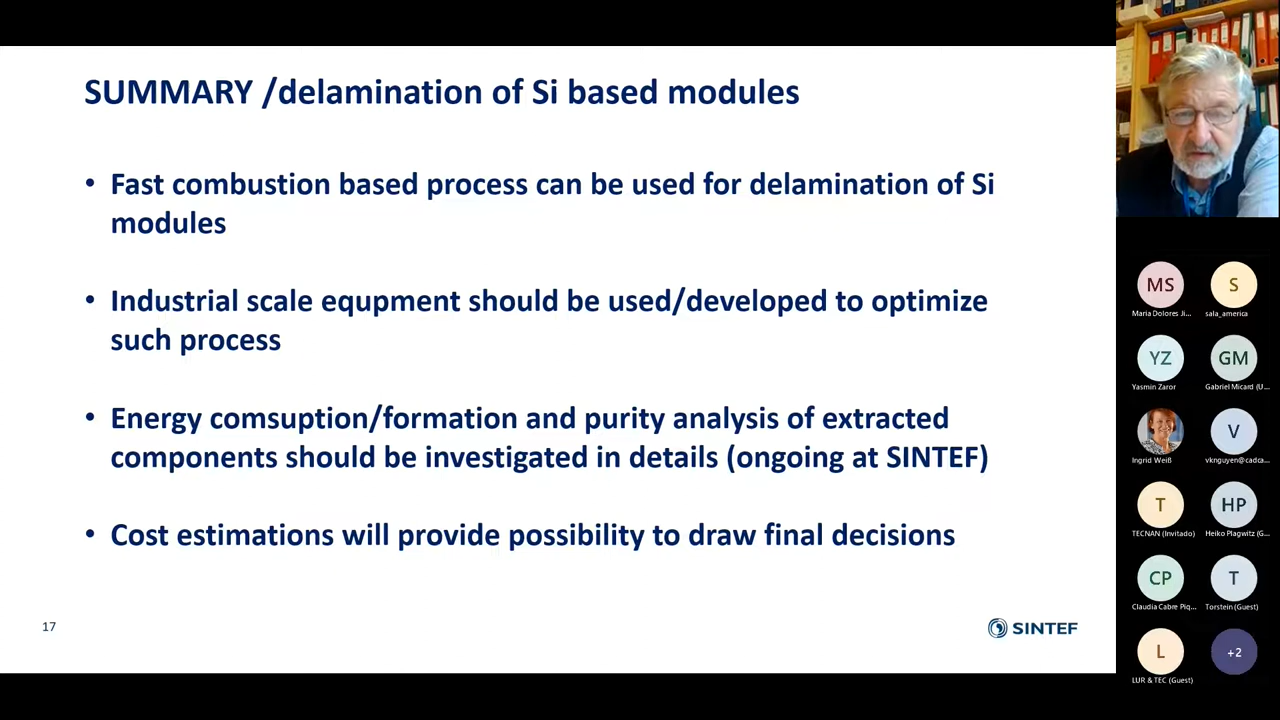 SUMMARY /delamination of Si based modules
• Fast combustion based process can be used for delamination of Si
modules
• Industrial scale equpment should be used/developed to optimize
such process
• Energy comsuption/formation and purity analysis of extracted
components should be investigated in details (ongoing at SINTEF)
• Cost estimations will provide possibility to draw final decisions
17
SINTEF
MS
Maria Dolores Ji...
S
sala_america
YZ
Yasmin Zaror
GM
Gabriel Micard (U...
Ingrid Weiß
V
vknguyen@cadca...
T
TECNAN (Invitado)
HP
Heiko Plagwitz (G...
CP
Claudia Cabre Piq...
T
Torstein (Guest)
L
LUR & TEC (Guest)
+2